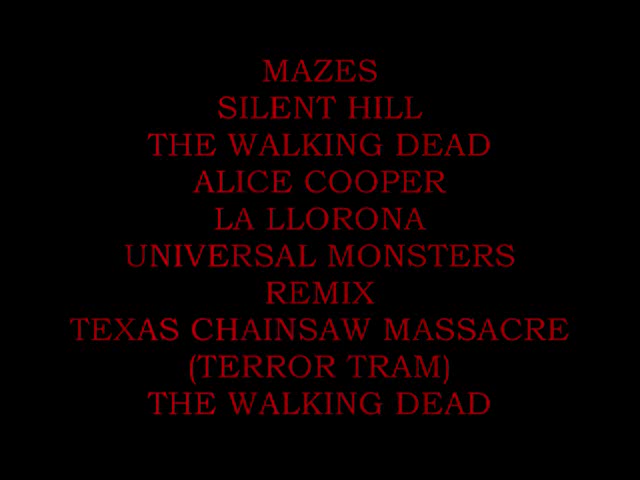 MAZES
SILENT HILL
THE WALKING DEAD
ALICE COOPER
LA LLORONA
UNIVERSAL MONSTERS
REMIX
TEXAS CHAINSAW MASSACRE
(TERROR TRAM)
THE WALKING DEAD